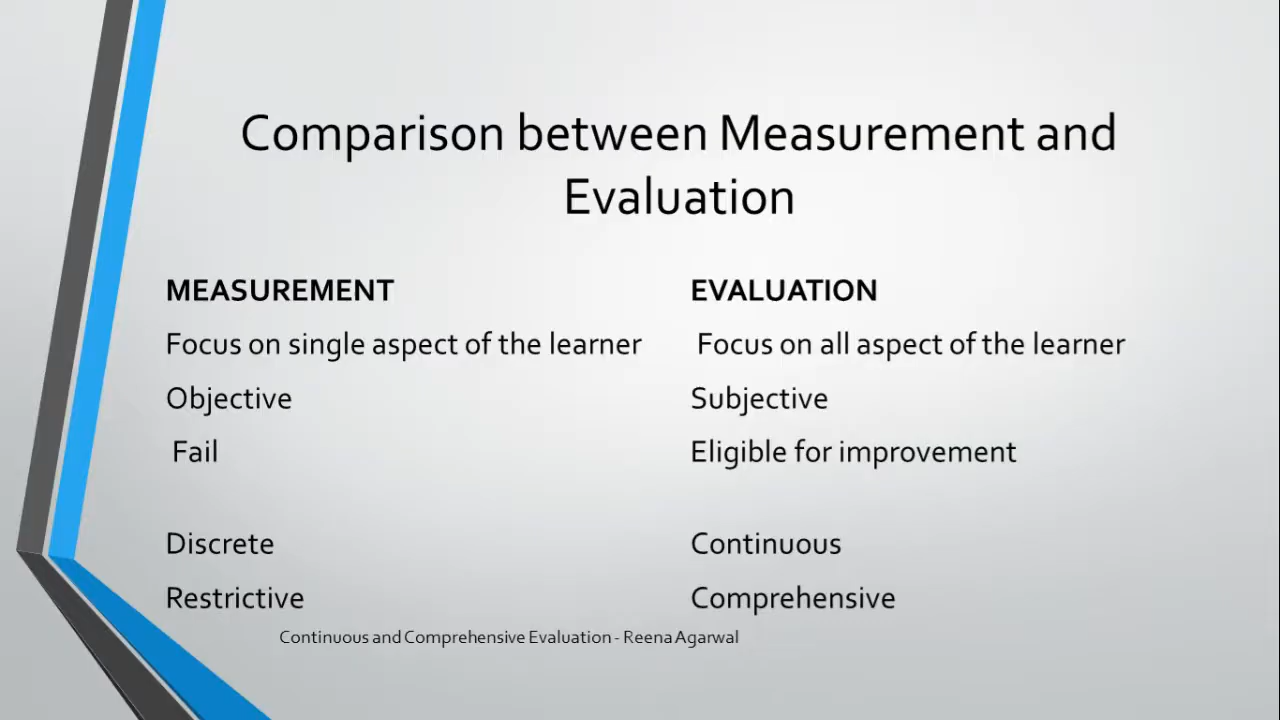 Comparison between Measurement and
Evaluation
MEASUREMENT EVALUATION
Focus on single aspect of the learner Focus on all aspect of the learner
Objective Subjective
Fail Eligible for improvement
Discrete Continuous
Restrictive Comprehensive
Continuous and Comprehensive Evaluation - Reena Agarwal